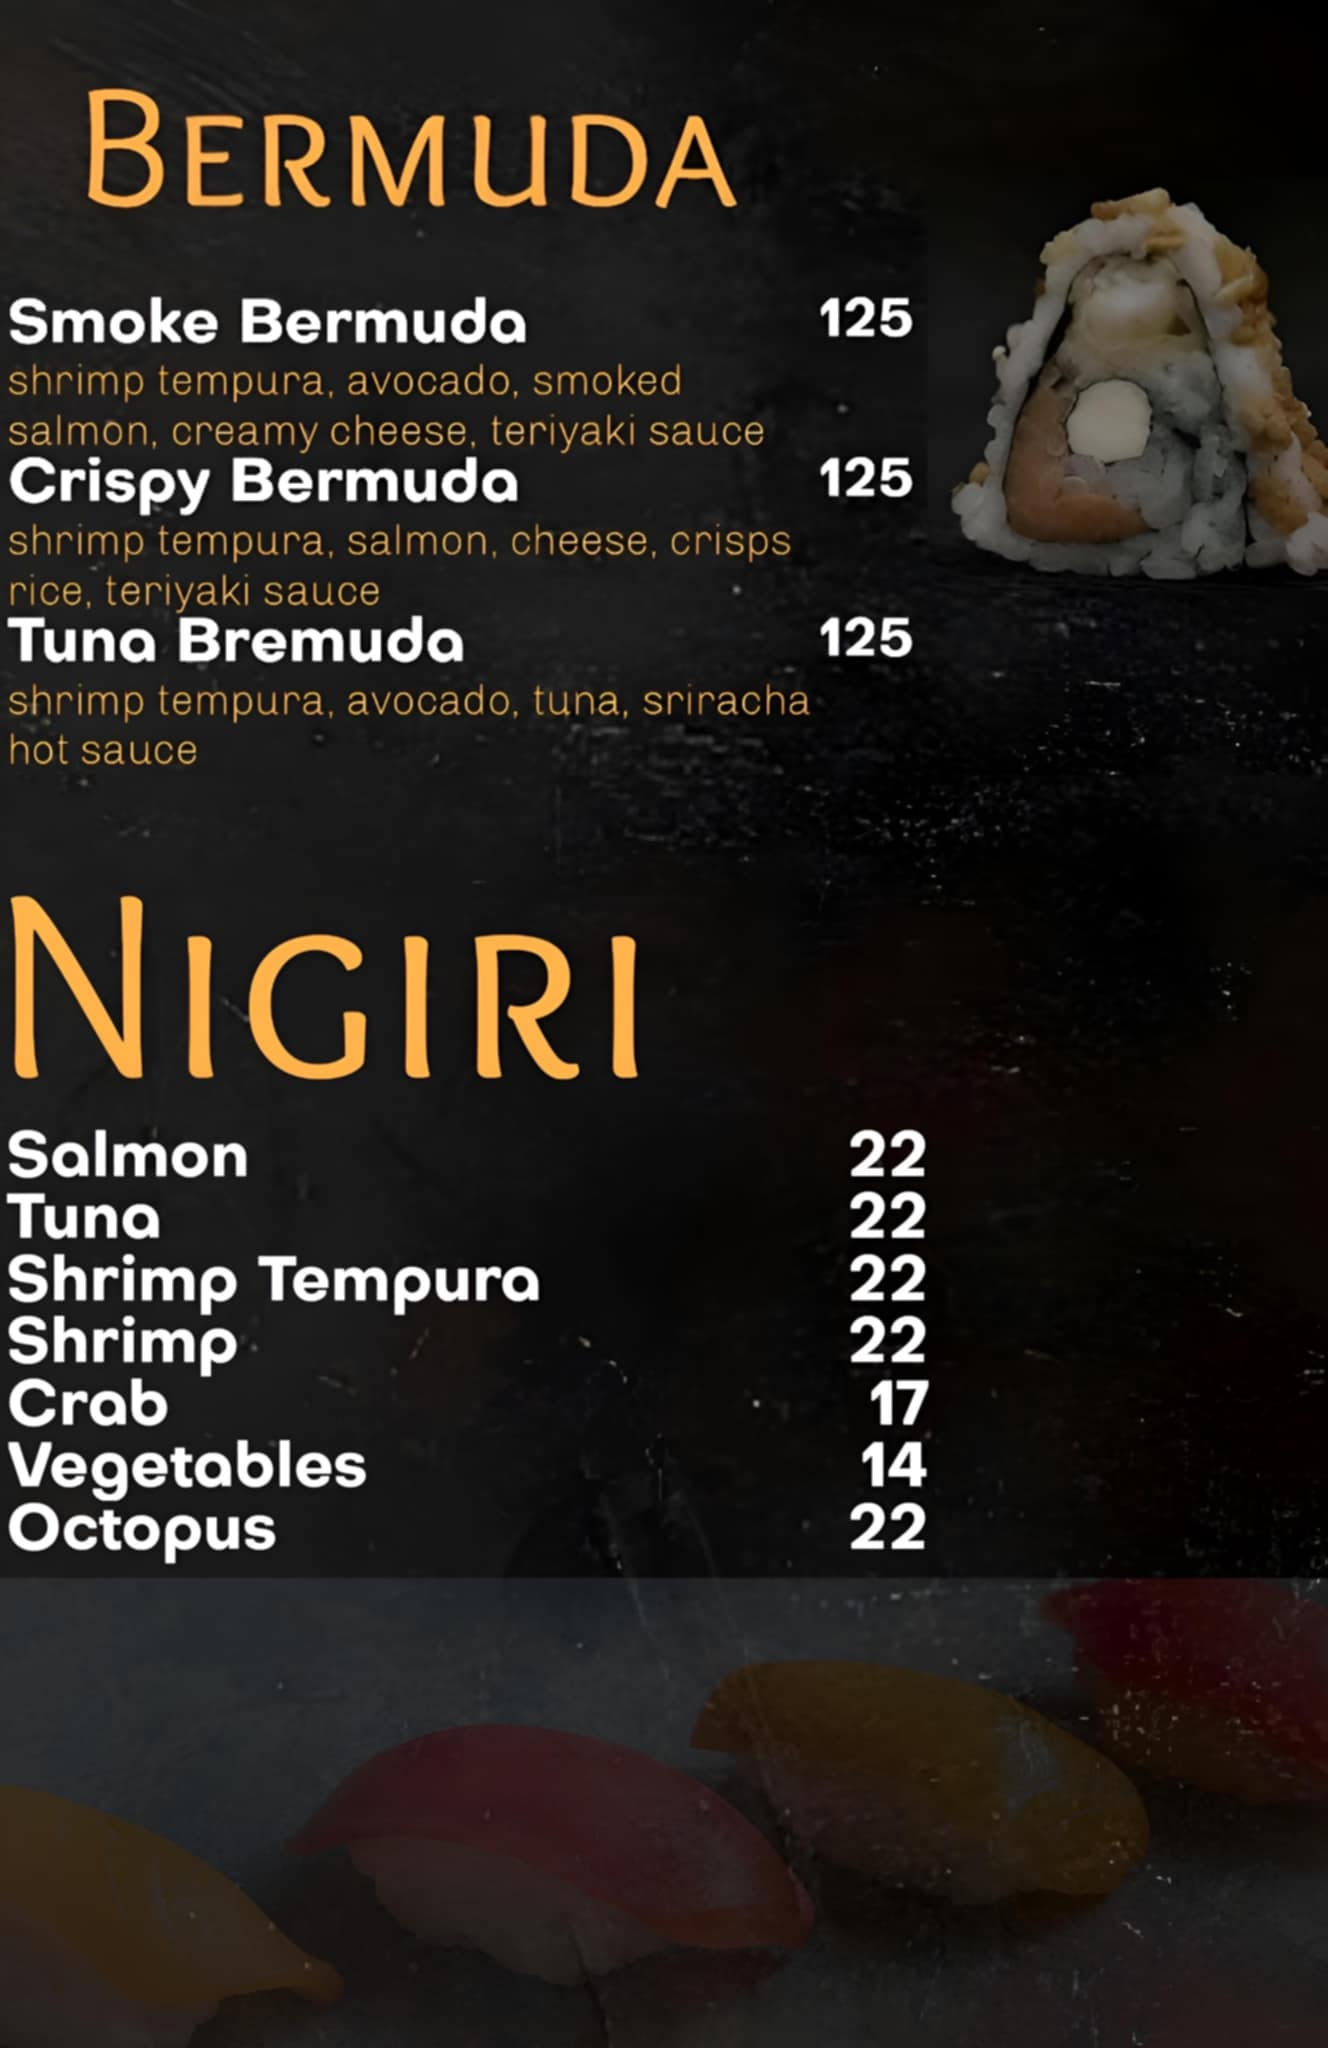 BERMUDA
Smoke Bermuda 125
shrimp tempura, avocado, smoked
salmon, creamy cheese, teriyaki sauce
Crispy Bermuda 125
shrimp tempura, salmon, cheese, crisps
rice, teriyaki sauce
Tuna Bremuda 125
shrimp tempura, avocado, tuna, sriracha
hot sauce
NIGIRI
Salmon 22
Tuna 22
Shrimp Tempura 22
Shrimp 22
Crab 17
Vegetables 14
Octopus 22